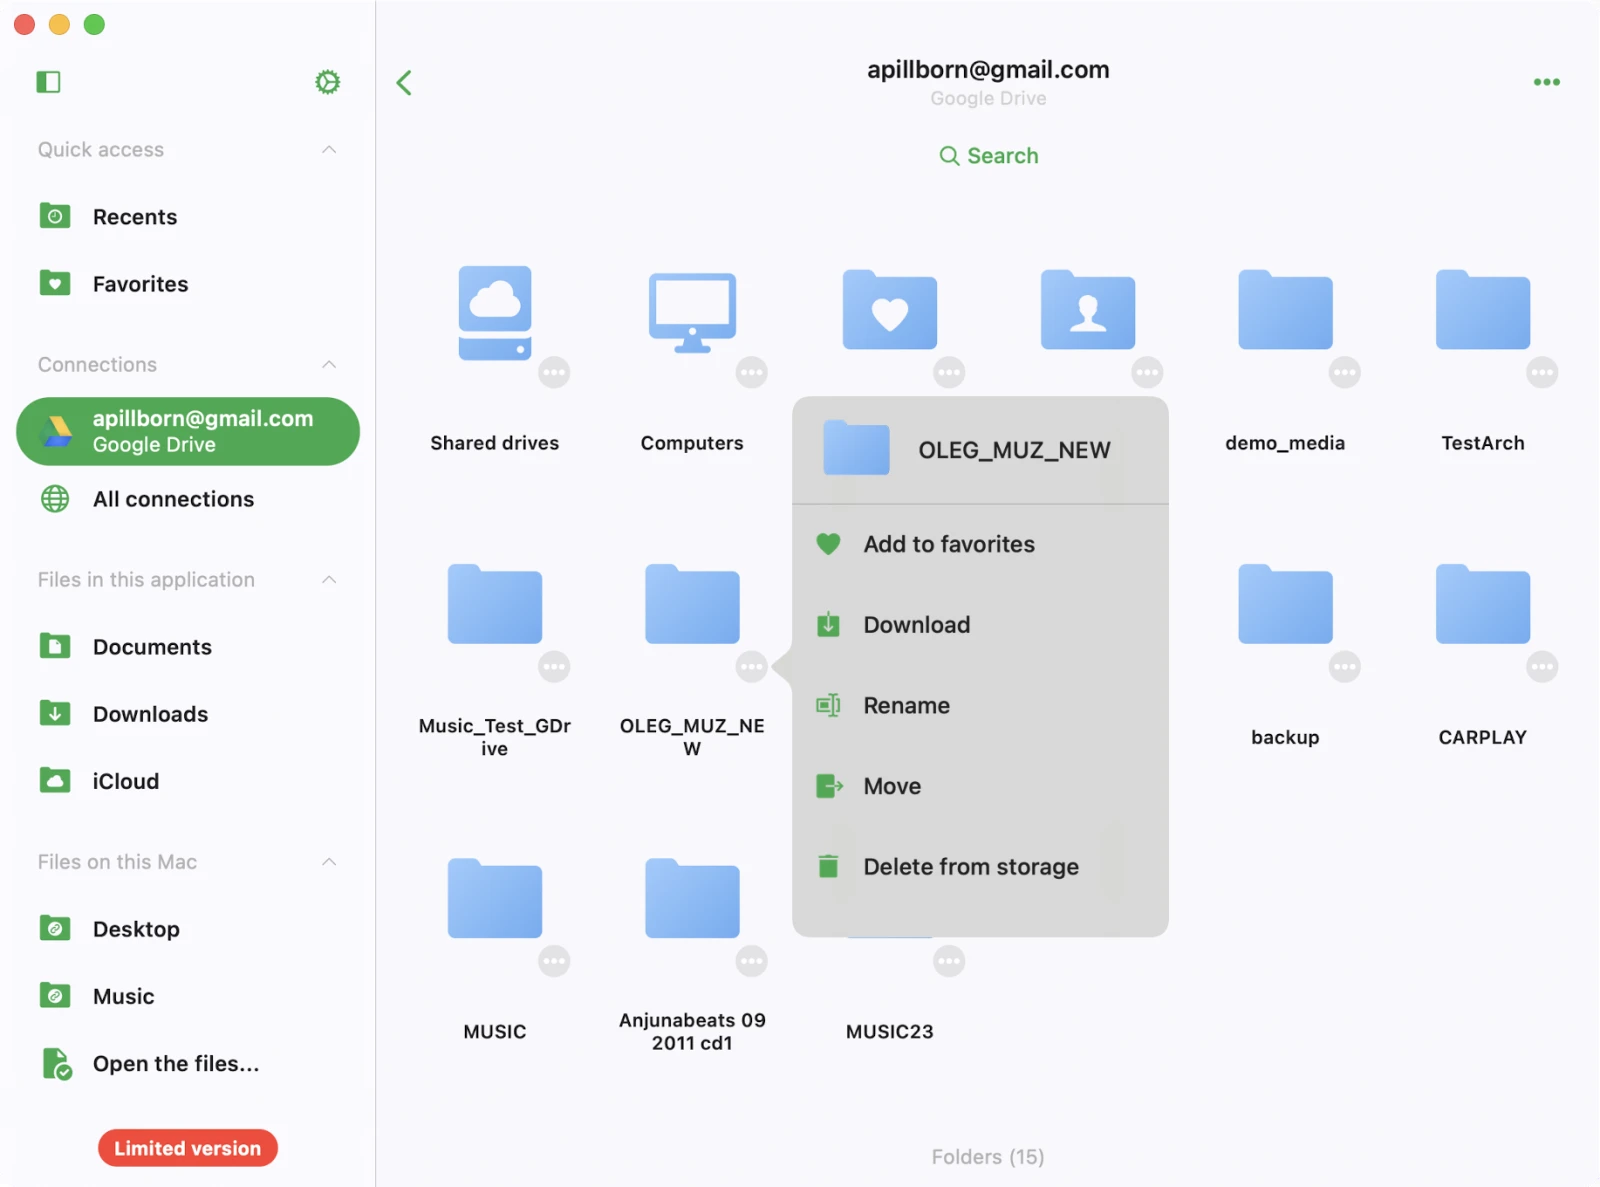 Quick access
Recents
Favorites
Connections
apillborn@gmail.com
Google Drive
All connections
Files in this application
Documents
Downloads
iCloud
Files on this Mac
Desktop
Music
Open the files...
Limited version
apillborn@gmail.com
Google Drive
Search
Shared drives
Computers
demo_media
TestArch
Music_Test_GDr
ive
OLEG_MUZ_NE
W
backup
CARPLAY
MUSIC
Anjunabeats 09
2011 cd1
MUSIC23
OLEG_MUZ_NEW
Add to favorites
Download
Rename
Move
Delete from storage
Folders (15)